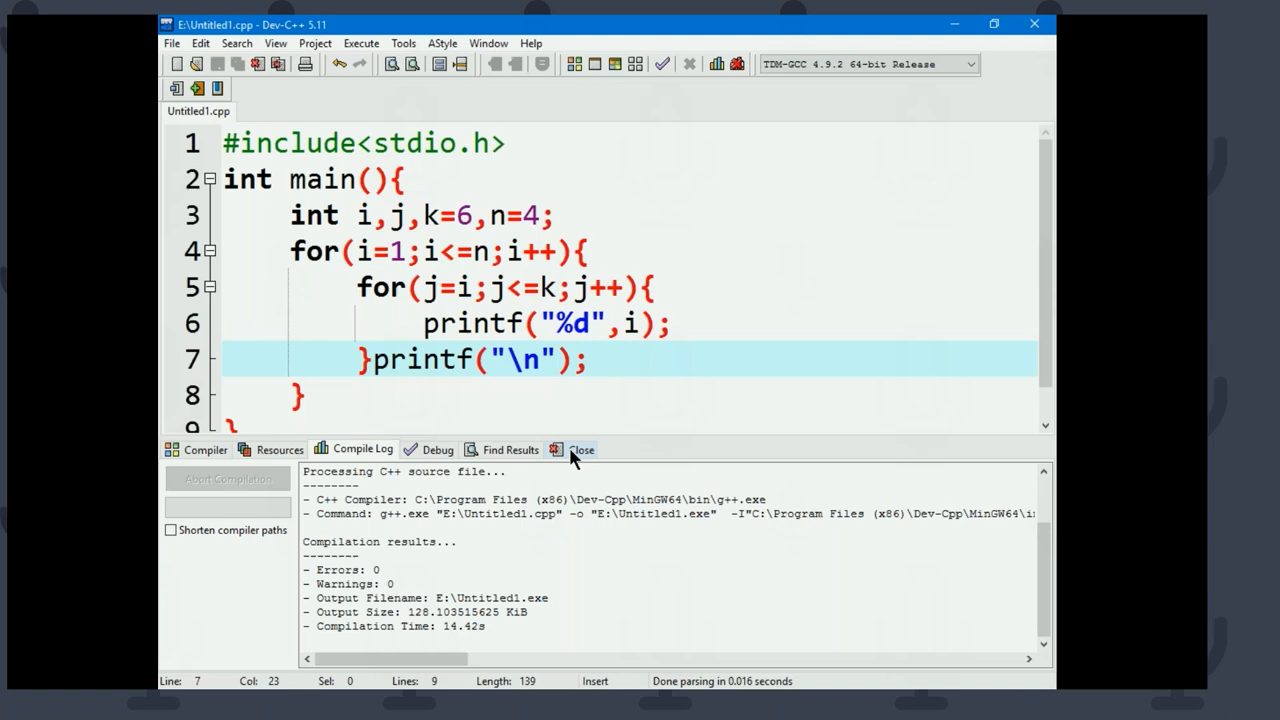 E:\Untitled1.cpp - Dev-C++ 5.11
File Edit Search View Project Execute Tools AStyle Window Help
TDM-GCC 4.9.2 64-bit Release
Untitled1.cpp
1 #include<stdio.h>
2 int main(){
3 int i,j,k=6,n=4;
4 for(i=1;i<=n;i++){
5 for(j=i;j<=k;j++){
6 printf("%d",i);
7 }printf("\n");
8 }
9 }
Compiler Resources Compile Log Debug Find Results Close
Abort Compilation
Shorten compiler paths
Processing C++ source file...
--------
- C++ Compiler: C:\Program Files (x86)\Dev-Cpp\MinGW64\bin\g++.exe
- Command: g++.exe "E:\Untitled1.cpp" -o "E:\Untitled1.exe" -I"C:\Program Files (x86)\Dev-Cpp\MinGW64\i
Compilation results...
--------
- Errors: 0
- Warnings: 0
- Output Filename: E:\Untitled1.exe
- Output Size: 128.103515625 KiB
- Compilation Time: 14.42s
Line: 7 Col: 23 Sel: 0 Lines: 9 Length: 139 Insert Done parsing in 0.016 seconds